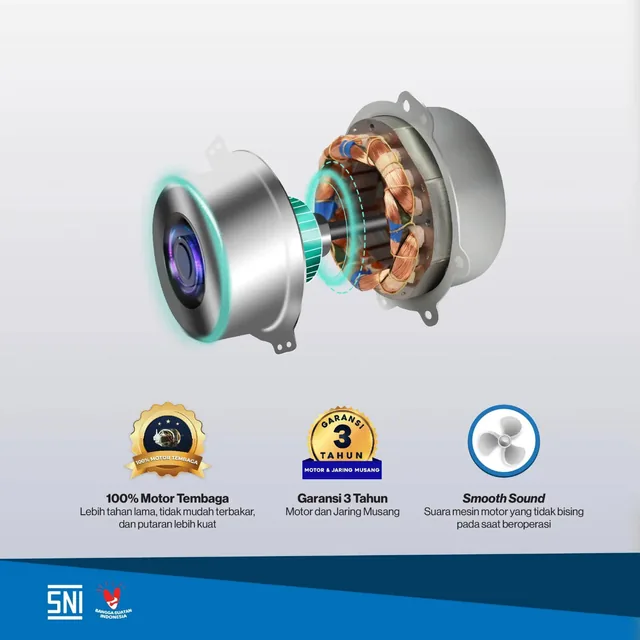 100% MOTOR TEMBAGA
GARANSI
3
TAHUN
MOTOR & JARING MUSANG
100% Motor Tembaga
Lebih tahan lama, tidak mudah terbakar,
dan putaran lebih kuat
Garansi 3 Tahun
Motor dan Jaring Musang
Smooth Sound
Suara mesin motor yang tidak bising
pada saat beroperasi
SNI
BANGGA BUATAN
INDONESIA